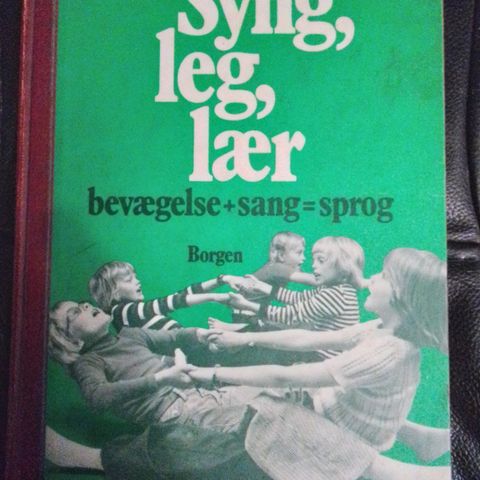 Syng,
leg,
lær
bevægelse+sang=sprog
Borgen